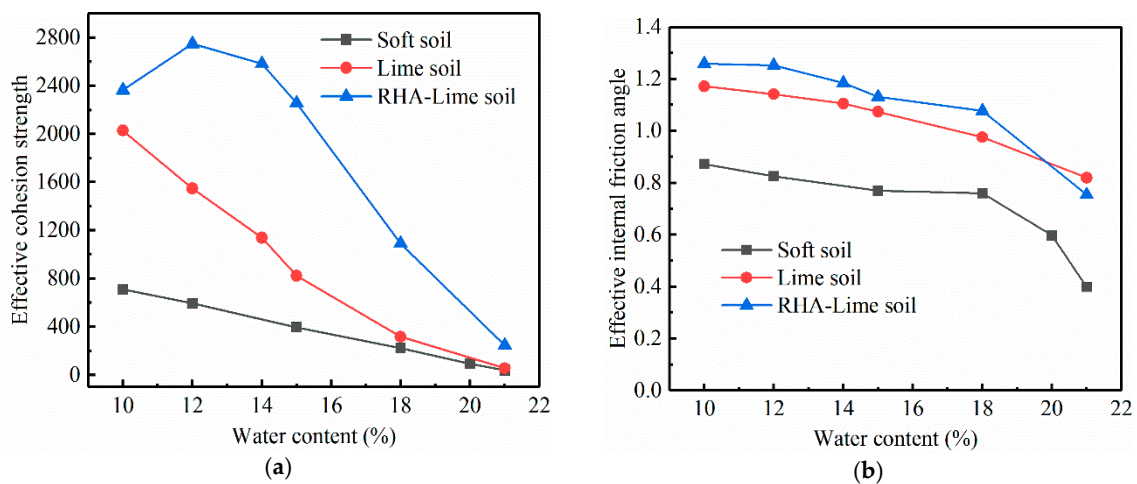 2800
2400
2000
1600
1200
800
400
0
Effective cohesion strength
Soft soil
Lime soil
RHA-Lime soil
10 12 14 16 18 20 22
Water content (%)
(a)
1.4
1.2
1.0
0.8
0.6
0.4
0.2
0.0
Effective internal friction angle
Soft soil
Lime soil
RHA-Lime soil
10 12 14 16 18 20 22
Water content (%)
(b)